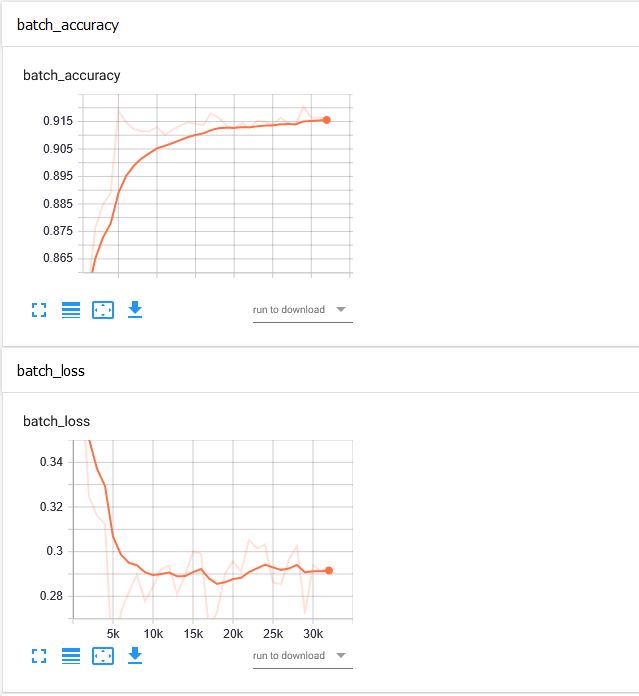 batch_accuracy
batch_accuracy
0.915
0.905
0.895
0.885
0.875
0.865
run to download
batch_loss
batch_loss
0.34
0.32
0.3
0.28
5k 10k 15k 20k 25k 30k
run to download